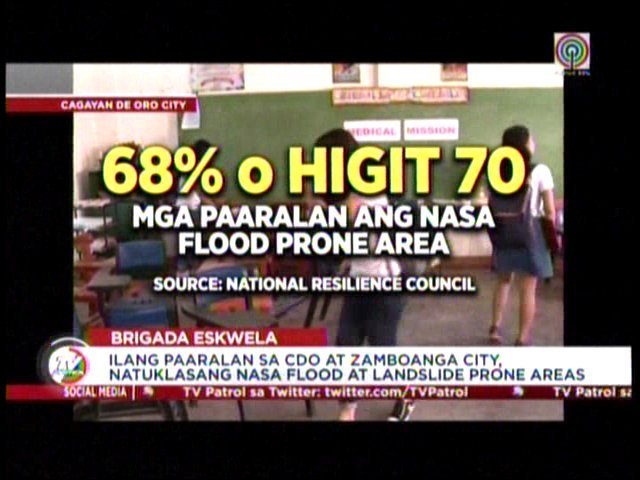 CAGAYAN DE ORO CITY
MEDICAL MISSION
68% o HIGIT 70
MGA PAARALAN ANG NASA
FLOOD PRONE AREA
SOURCE: NATIONAL RESILIENCE COUNCIL
BRIGADA ESKWELA
ILANG PAARALAN SA CDO AT ZAMBOANGA CITY,
NATUKLASANG NASA FLOOD AT LANDSLIDE PRONE AREAS
SOCIAL MEDIA TV Patrol sa Twitter: twitter.com/TVPatrol TV Patrol sa